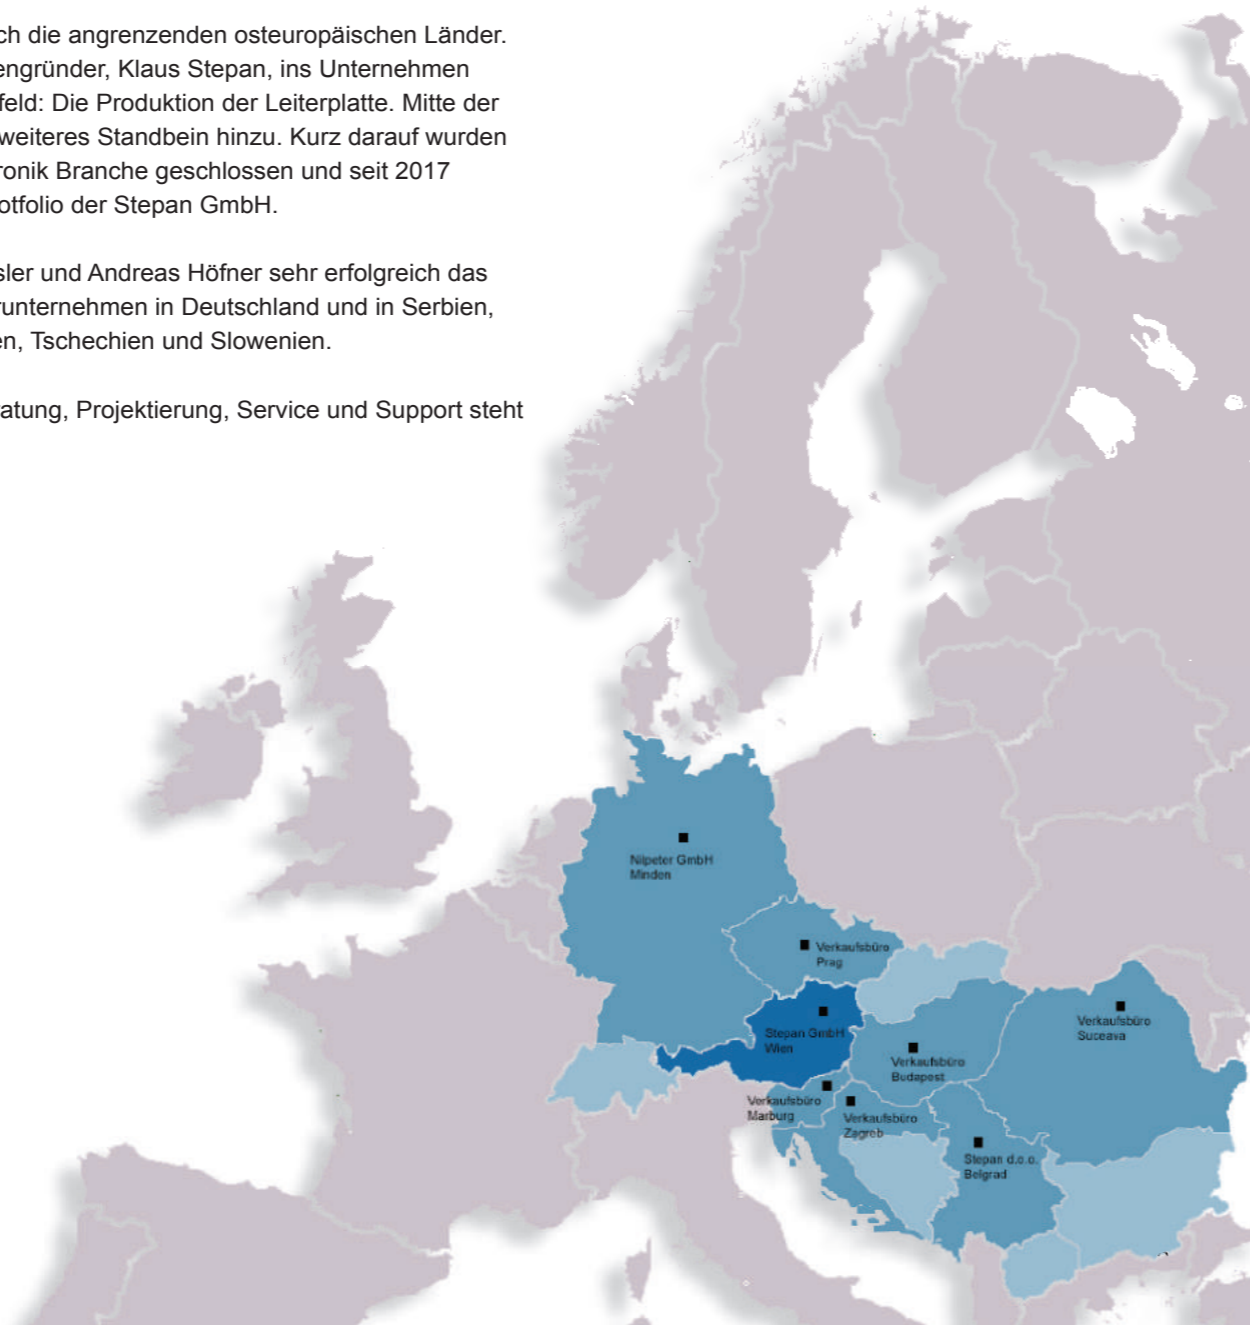 ch die angrenzenden osteuropäischen Länder.
engründer, Klaus Stepan, ins Unternehmen
feld: Die Produktion der Leiterplatte. Mitte der
weiteres Standbein hinzu. Kurz darauf wurden
ronik Branche geschlossen und seit 2017
otfolio der Stepan GmbH.
sler und Andreas Höfner sehr erfolgreich das
runternehmen in Deutschland und in Serbien,
en, Tschechien und Slowenien.
ratung, Projektierung, Service und Support steht
Nilpeter GmbH
Minden
Verkaufsbüro
Prag
Stepan GmbH
Wien
Verkaufsbüro
Suceava
Verkaufsbüro
Budapest
Verkaufsbüro
Marburg
Verkaufsbüro
Zagreb
Stepan d.o.o.
Belgrad